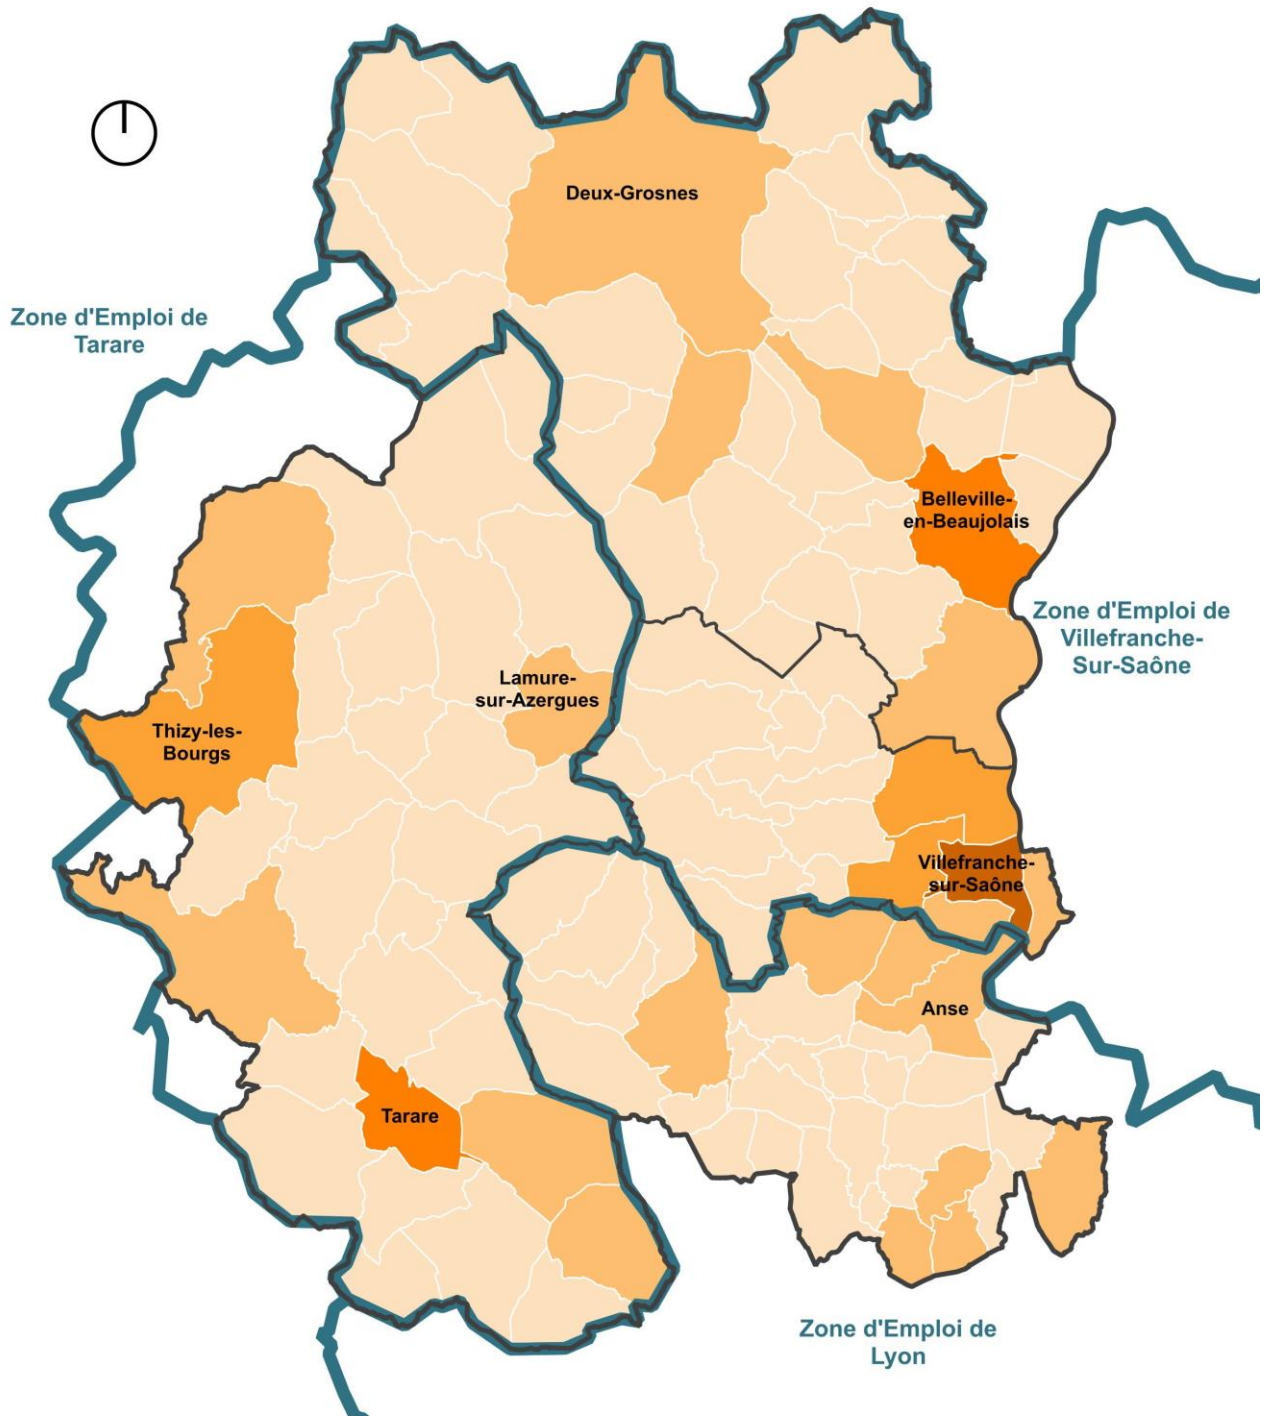 Deux-Grosnes
Zone d'Emploi de
Tarare
Belleville-
en-Beaujolais
Zone d'Emploi de
Villefranche-
Sur-Saône
Lamure-
sur-Azergues
Thizy-les-
Bourgs
Villefranche-
sur-Saône
Anse
Tarare
Zone d'Emploi de
Lyon